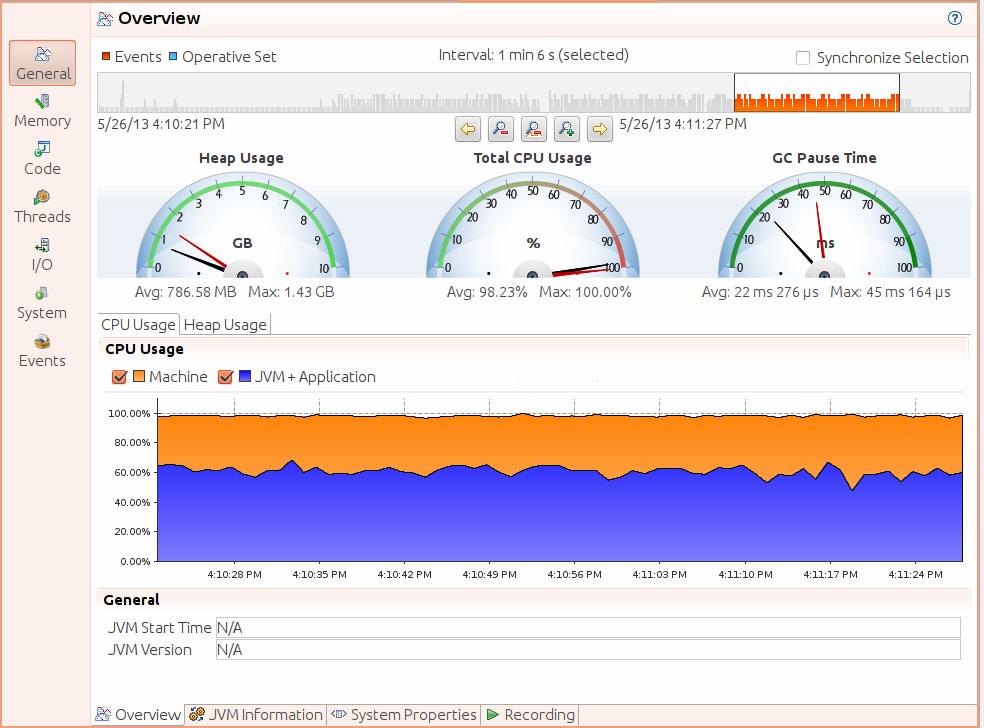 Overview
?
Events Operative Set Interval: 1 min 6 s (selected) Synchronize Selection
5/26/13 4:10:21 PM 5/26/13 4:11:27 PM
General
Memory
Code
Threads
I/O
System
Events
Heap Usage
0 1 2 3 4 5 6 7 8 9 10
GB
Avg: 786.58 MB Max: 1.43 GB
Total CPU Usage
0 10 20 30 40 50 60 70 80 90 100
%
Avg: 98.23% Max: 100.00%
GC Pause Time
0 10 20 30 40 50 60 70 80 90 100
ms
Avg: 22 ms 276 µs Max: 45 ms 164 µs
CPU Usage Heap Usage
CPU Usage
Machine JVM + Application
100.00%
80.00%
60.00%
40.00%
20.00%
0.00%
4:10:28 PM 4:10:35 PM 4:10:42 PM 4:10:49 PM 4:10:56 PM 4:11:03 PM 4:11:10 PM 4:11:17 PM 4:11:24 PM
General
JVM Start Time N/A
JVM Version N/A
Overview JVM Information System Properties Recording